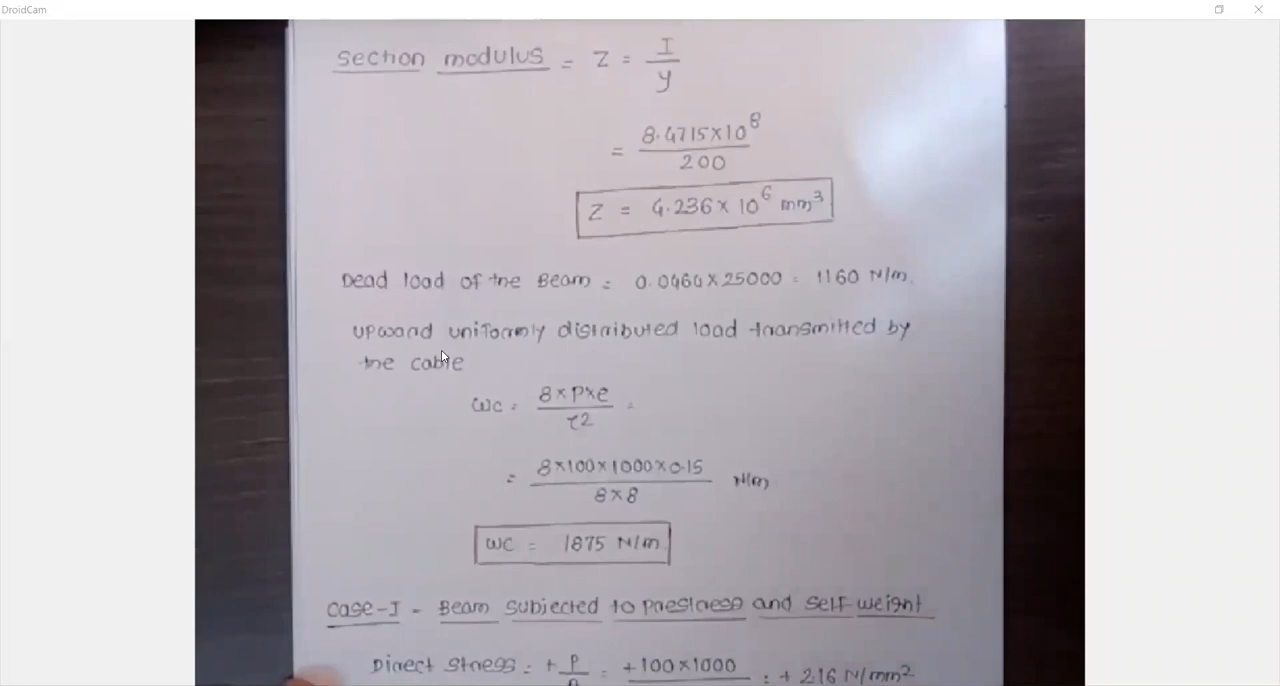 DroidCam
Section modulus = Z = I / y
= 8.4715×10^8 / 200
Z = 4.236 × 10^6 mm^3
Dead load of the Beam = 0.0464×25000 = 1160 N/m.
upward uniformly distributed load transmitted by
the cable
wc = 8×P×e / l^2 =
= 8×100×1000×0.15 / 8×8 N/m
wc = 1875 N/m
Case-I - Beam subjected to prestress and self weight
Direct stress = + P / A = +100×1000 = + 2.16 N/mm^2